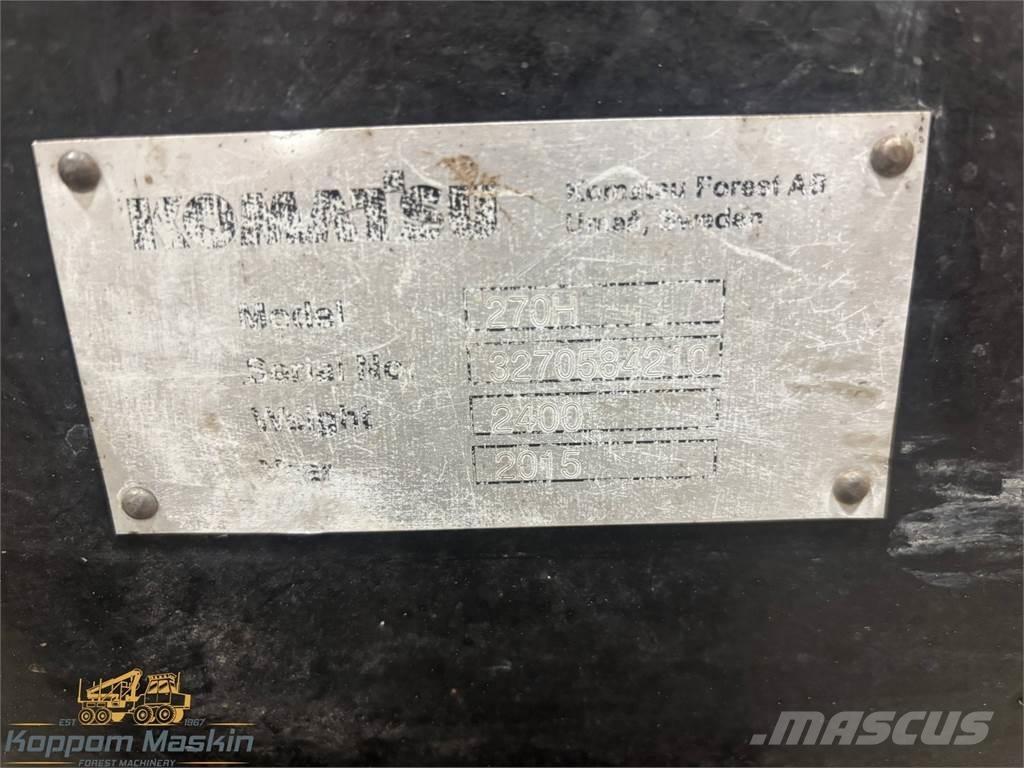 KOMATSU
Komatsu Forest AB
Umeå, Sweden
Model 270H
Serial No. 3270584210
Weight 2400
Year 2015
EST 1967
Koppom Maskin
FOREST MACHINERY
MASCUS